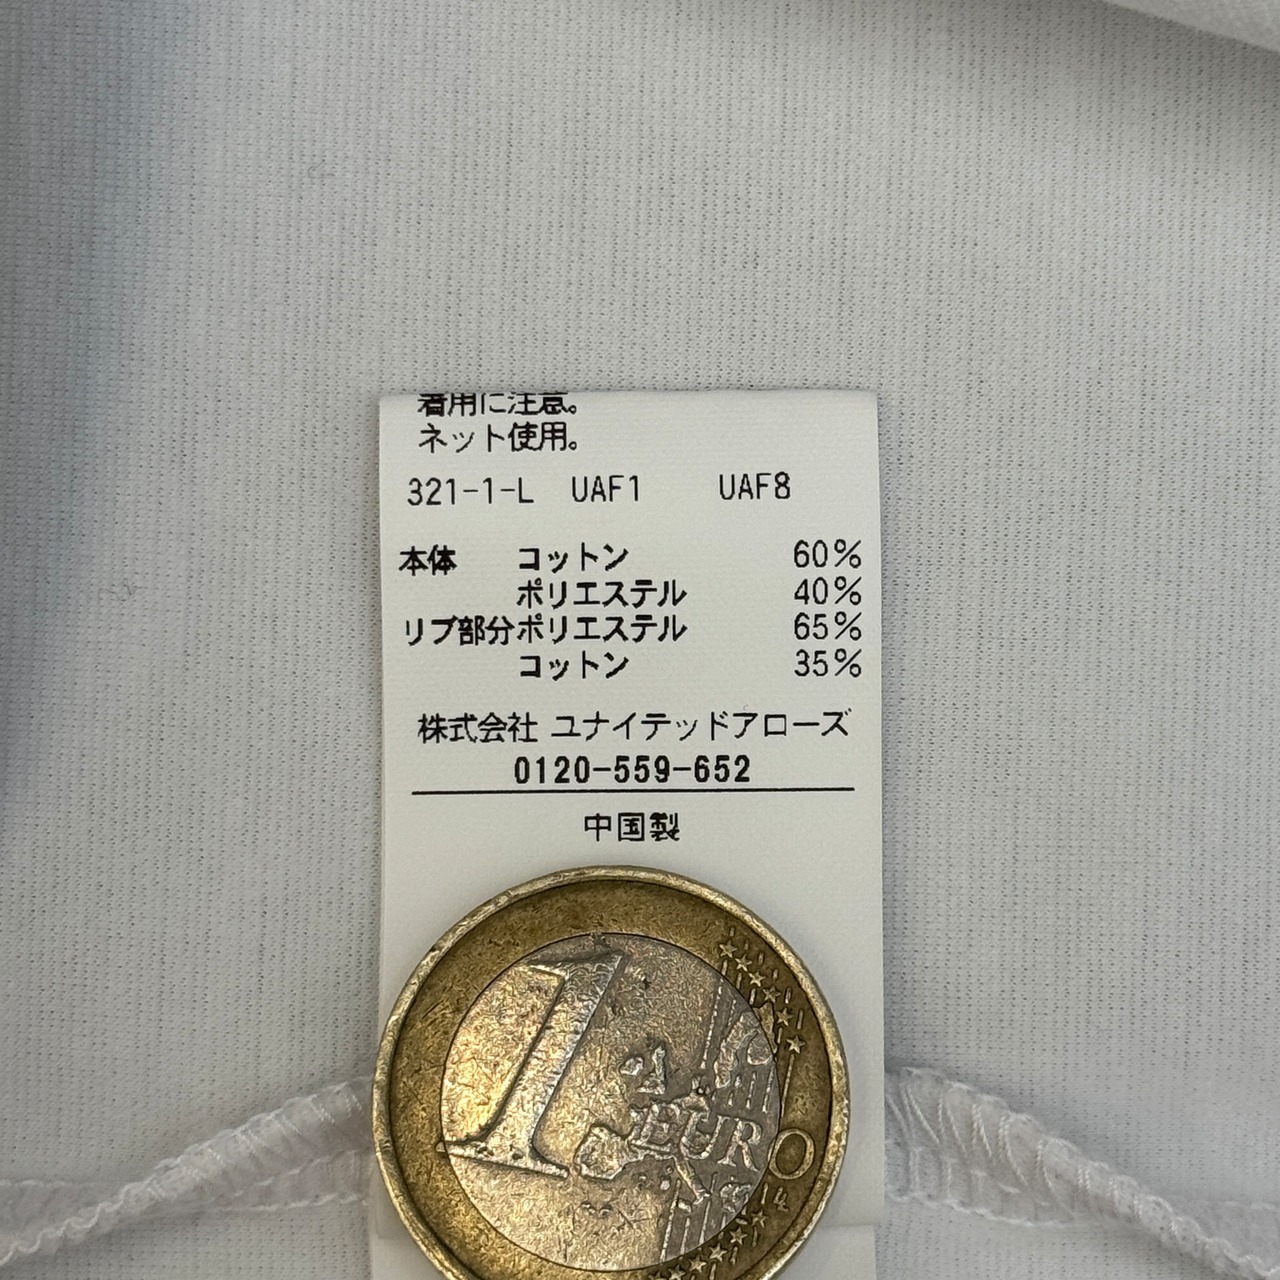 着用に注意。
ネット使用。
321-1-L UAF1 UAF8
本体 コットン 60%
ポリエステル 40%
リブ部分ポリエステル 65%
コットン 35%
株式会社 ユナイテッドアローズ
0120-559-652
中国製
1 EURO